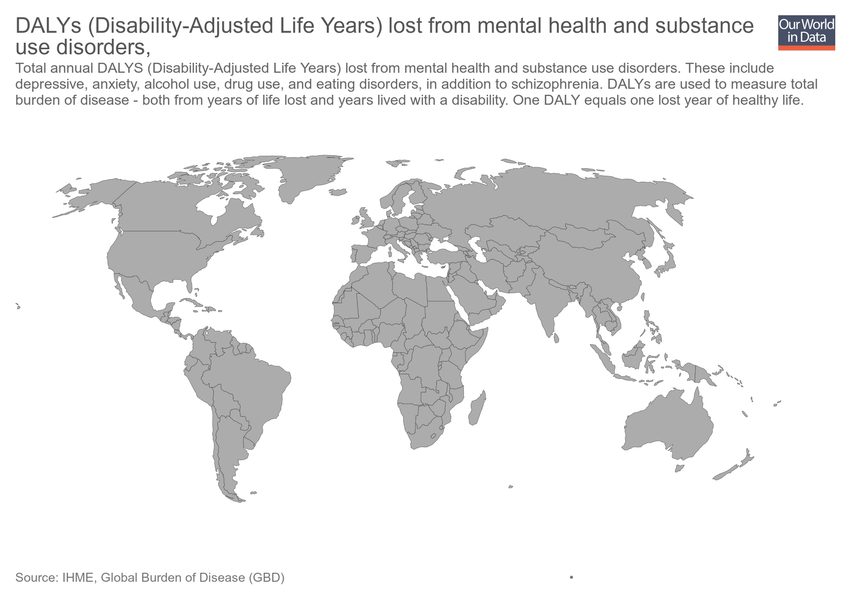 DALYs (Disability-Adjusted Life Years) lost from mental health and substance
use disorders,
Our World
in Data
Total annual DALYS (Disability-Adjusted Life Years) lost from mental health and substance use disorders. These include
depressive, anxiety, alcohol use, drug use, and eating disorders, in addition to schizophrenia. DALYs are used to measure total
burden of disease - both from years of life lost and years lived with a disability. One DALY equals one lost year of healthy life.
Source: IHME, Global Burden of Disease (GBD)